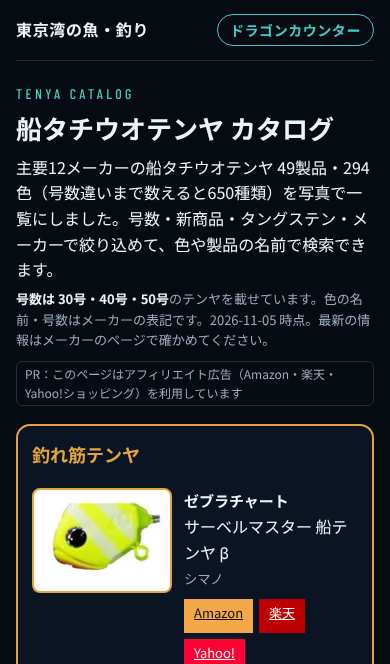 東京湾の魚・釣り
ドラゴンカウンター
TENYA CATALOG
船タチウオテンヤ カタログ
主要12メーカーの船タチウオテンヤ 49製品・294
色（号数違いまで数えると650種類）を写真で一
覧にしました。号数・新商品・タングステン・メ
ーカーで絞り込めて、色や製品の名前で検索でき
ます。
号数は 30号・40号・50号のテンヤを載せています。色の名
前・号数はメーカーの表記です。2026-11-05 時点。最新の情
報はメーカーのページで確かめてください。
PR：このページはアフィリエイト広告（Amazon・楽天・
Yahoo!ショッピング）を利用しています
釣れ筋テンヤ
ゼブラチャート
サーベルマスター 船テ
ンヤ β
シマノ
Amazon
楽天
Yahoo!